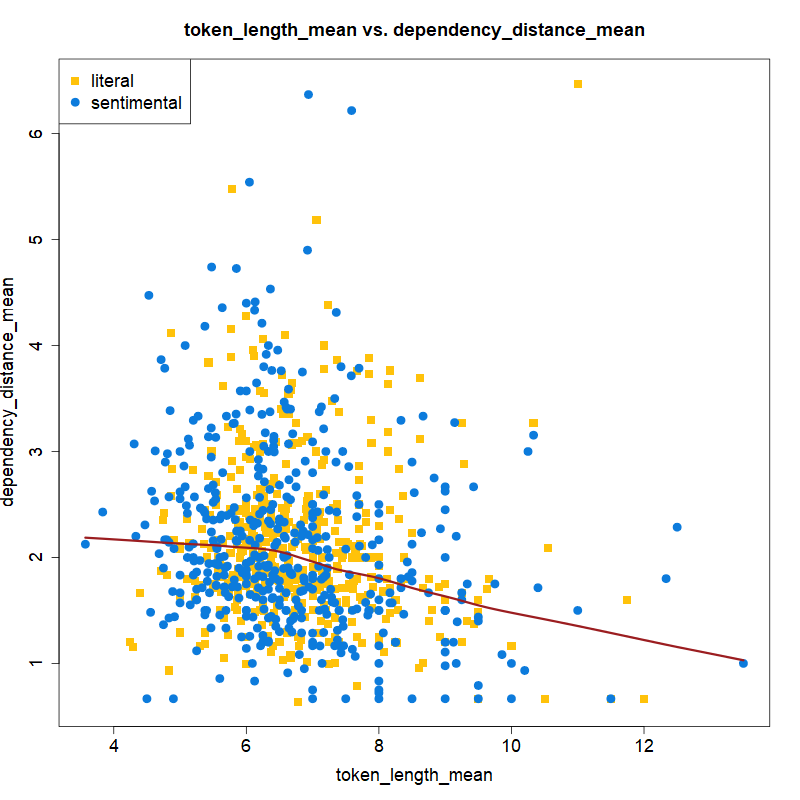 token_length_mean vs. dependency_distance_mean
literal
sentimental
dependency_distance_mean
6
5
4
3
2
1
4 6 8 10 12
token_length_mean